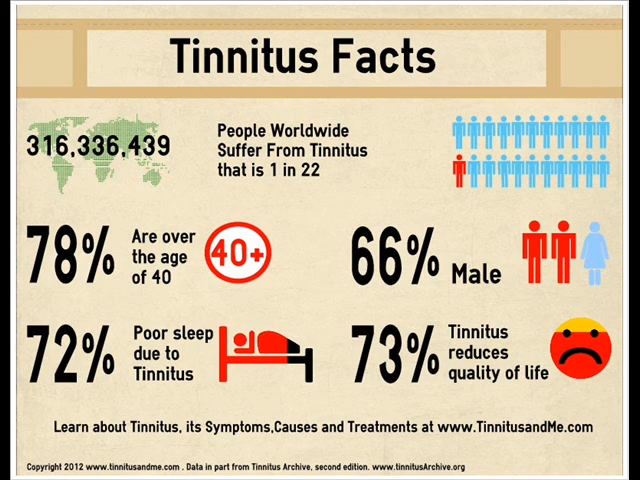 Tinnitus Facts
316,336,439
People Worldwide
Suffer From Tinnitus
that is 1 in 22
78%
Are over
the age
of 40
40+
66%
Male
72%
Poor sleep
due to
Tinnitus
73%
Tinnitus
reduces
quality of life
Learn about Tinnitus, its Symptoms,Causes and Treatments at www.TinnitusandMe.com
Copyright 2012 www.tinnitusandme.com . Data in part from Tinnitus Archive, second edition. www.tinnitusArchive.org